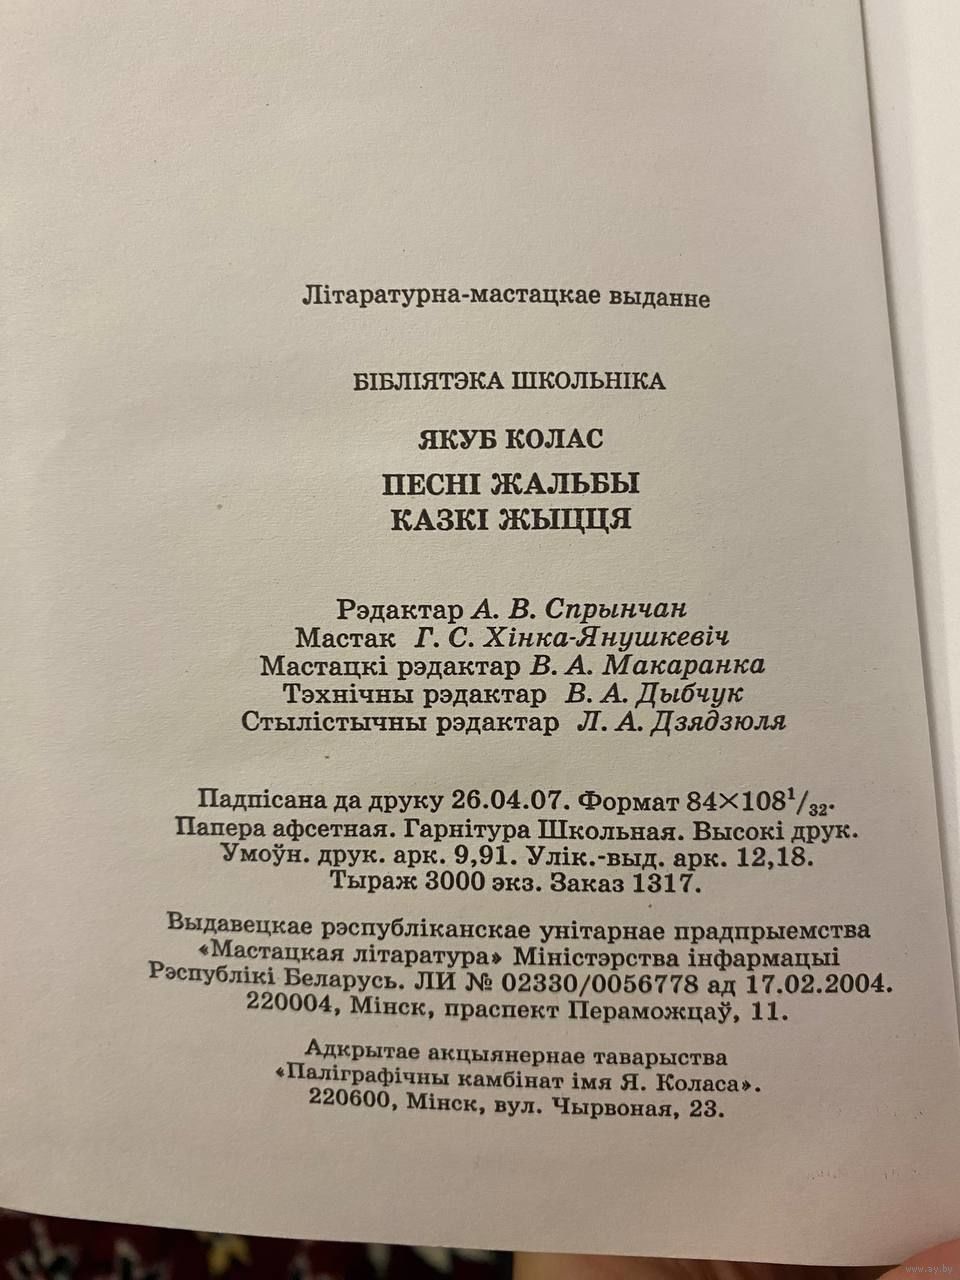 Літаратурна-мастацкае выданне
БІБЛІЯТЭКА ШКОЛЬНІКА
ЯКУБ КОЛАС
ПЕСНІ ЖАЛЬБЫ
КАЗКІ ЖЫЦЦЯ
Рэдактар А. В. Спрынчан
Мастак Г. С. Хінка-Янушкевіч
Мастацкі рэдактар В. А. Макаранка
Тэхнічны рэдактар В. А. Дыбчук
Стылістычны рэдактар Л. А. Дзядзюля
Падпісана да друку 26.04.07. Фармат 84×108¹/₃₂.
Папера афсетная. Гарнітура Школьная. Высокі друк.
Умоўн. друк. арк. 9,91. Улік.-выд. арк. 12,18.
Тыраж 3000 экз. Заказ 1317.
Выдавецкае рэспубліканскае унітарнае прадпрыемства
«Мастацкая літаратура» Міністэрства інфармацыі
Рэспублікі Беларусь. ЛИ № 02330/0056778 ад 17.02.2004.
220004, Мінск, праспект Пераможцаў, 11.
Адкрытае акцыянернае таварыства
«Паліграфічны камбінат імя Я. Коласа».
220600, Мінск, вул. Чырвоная, 23.
www.ay.by